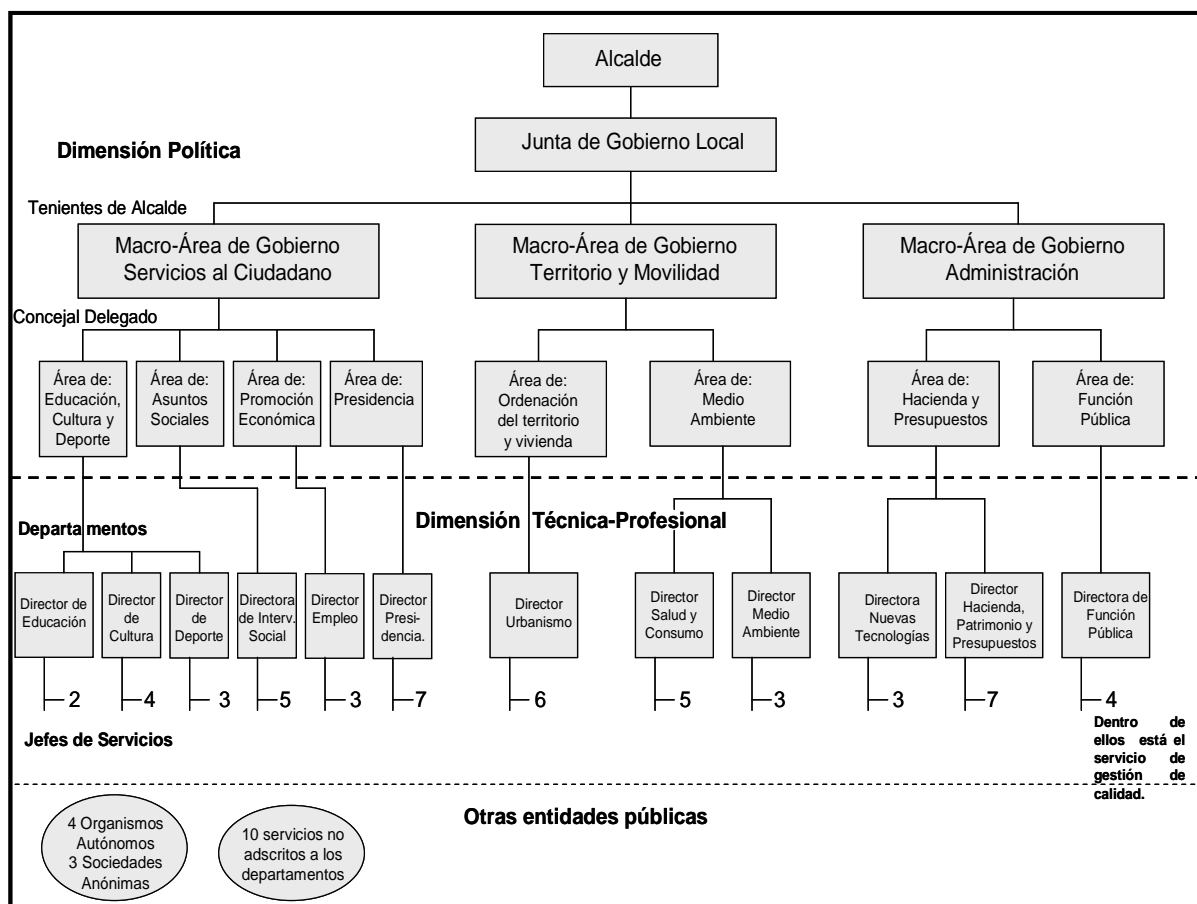 Alcalde
Junta de Gobierno Local
Dimensión Política
Tenientes de Alcalde
Macro-Área de Gobierno
Servicios al Ciudadano
Macro-Área de Gobierno
Territorio y Movilidad
Macro-Área de Gobierno
Administración
Concejal Delegado
Área de:
Educación,
Cultura y
Deporte
Área de:
Asuntos
Sociales
Área de:
Promoción
Económica
Área de:
Presidencia
Área de:
Ordenación
del territorio
y vivienda
Área de:
Medio
Ambiente
Área de:
Hacienda y
Presupuestos
Área de:
Función
Pública
Departamentos
Dimensión Técnica-Profesional
Director de
Educación
Director
de
Cultura
Director
de
Deporte
Directora
de Interv.
Social
Director
Empleo
Director
Presi-
dencia.
Director
Urbanismo
Director
Salud y
Consumo
Director
Medio
Ambiente
Directora
Nuevas
Tecnologías
Director
Hacienda,
Patrimonio y
Presupuestos
Directora de
Función
Pública
2
4
3
5
3
7
6
5
3
3
7
4
Jefes de Servicios
Dentro de
ellos está el
servicio de
gestión de
calidad.
Otras entidades públicas
4 Organismos
Autónomos
3 Sociedades
Anónimas
10 servicios no
adscritos a los
departamentos